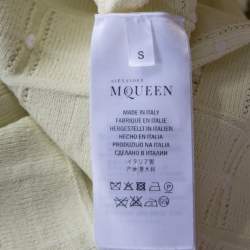 S
ALEXANDER
MCQUEEN
MADE IN ITALY
FABRIQUE EN ITALIE
HERGESTELLT IN ITALIEN
HECHO EN ITALIA
PRODUZIDO NA ITALIA
СДЕЛАНО В ИТАЛИИ
イタリア製
产地意大利